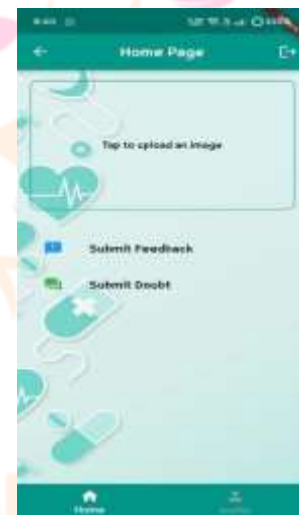 Home Page
Tap to upload an image
Submit Feedback
Submit Doubt
Home